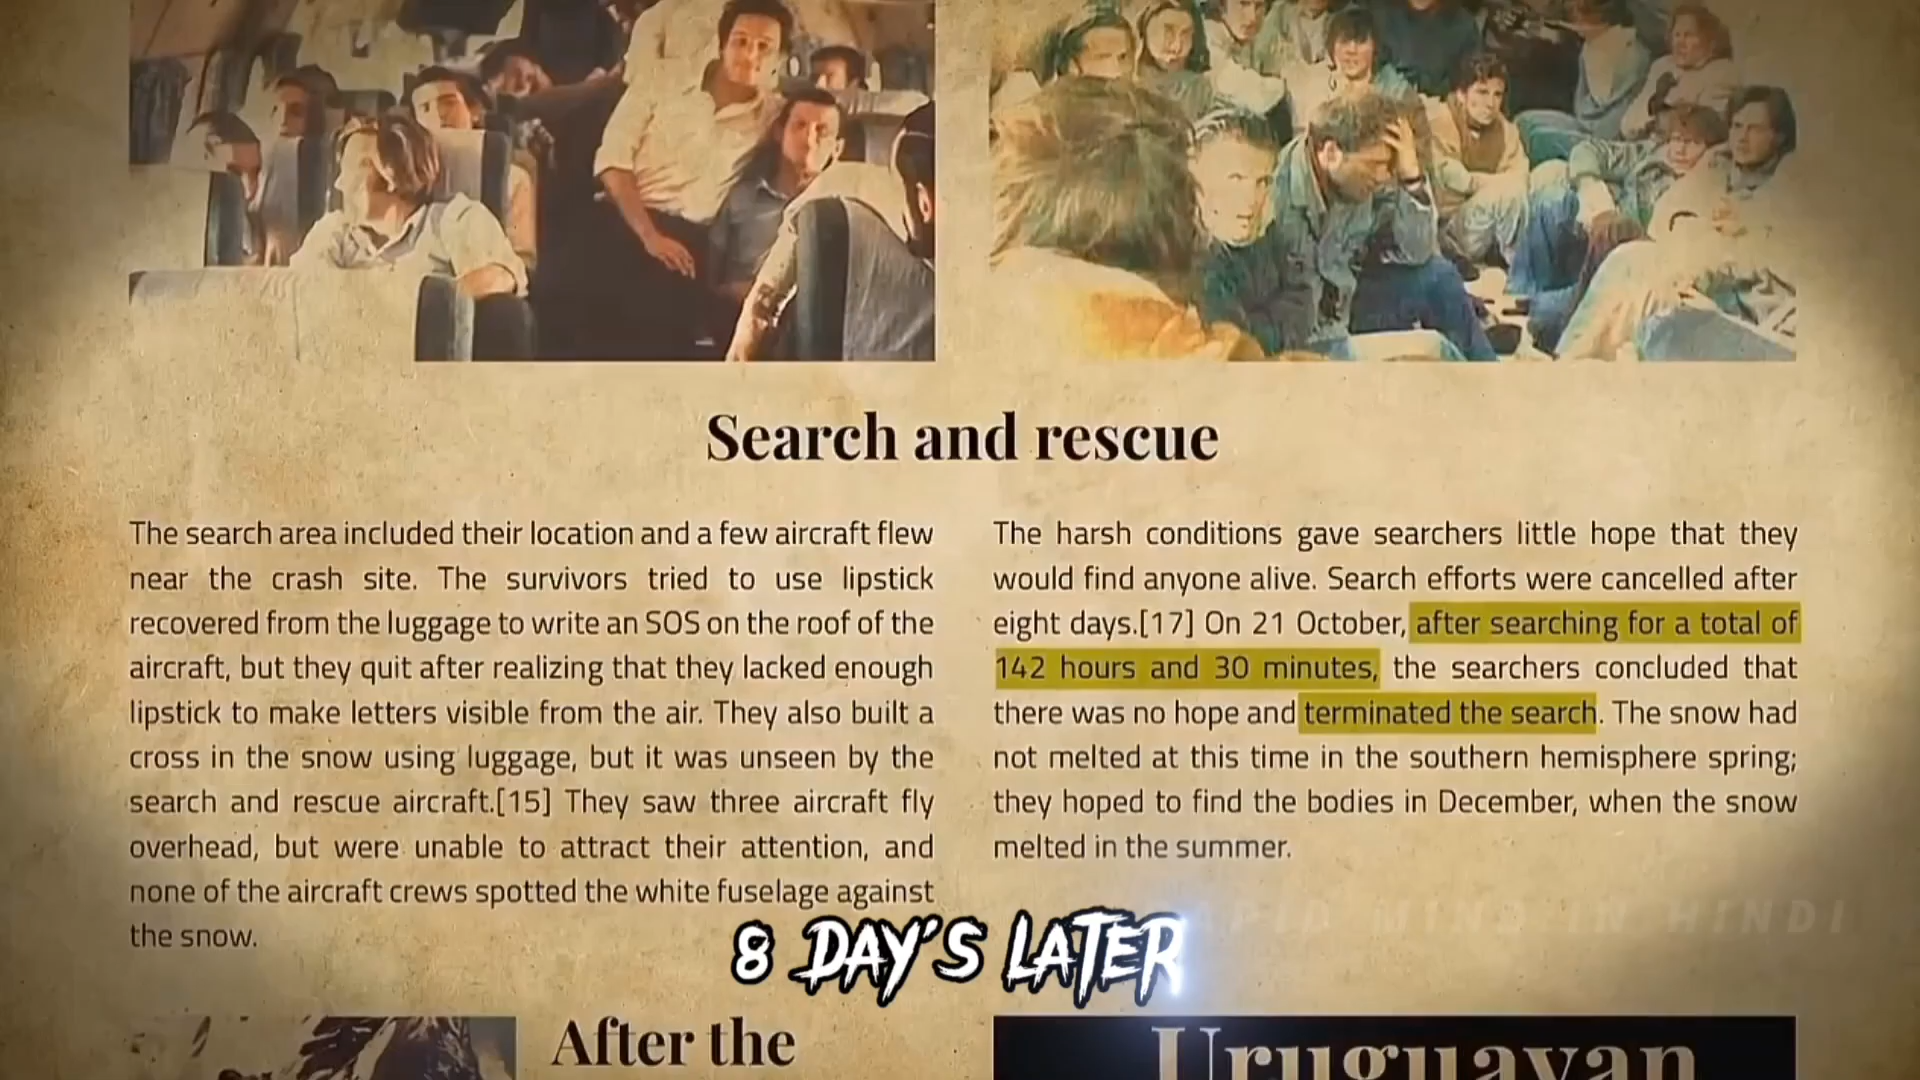 Search and rescue
The search area included their location and a few aircraft flew
near the crash site. The survivors tried to use lipstick
recovered from the luggage to write an SOS on the roof of the
aircraft, but they quit after realizing that they lacked enough
lipstick to make letters visible from the air. They also built a
cross in the snow using luggage, but it was unseen by the
search and rescue aircraft.[15] They saw three aircraft fly
overhead, but were unable to attract their attention, and
none of the aircraft crews spotted the white fuselage against
the snow.
The harsh conditions gave searchers little hope that they
would find anyone alive. Search efforts were cancelled after
eight days.[17] On 21 October, after searching for a total of
142 hours and 30 minutes, the searchers concluded that
there was no hope and terminated the search. The snow had
not melted at this time in the southern hemisphere spring;
they hoped to find the bodies in December, when the snow
melted in the summer.
RAPID MIND IN HINDI
8 DAY'S LATER
After the
Uruguayan